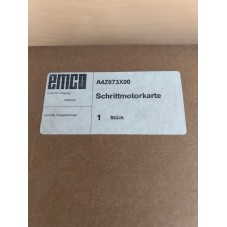 emco
A4Z073X00
Schrittmotorkarte
1 Stück